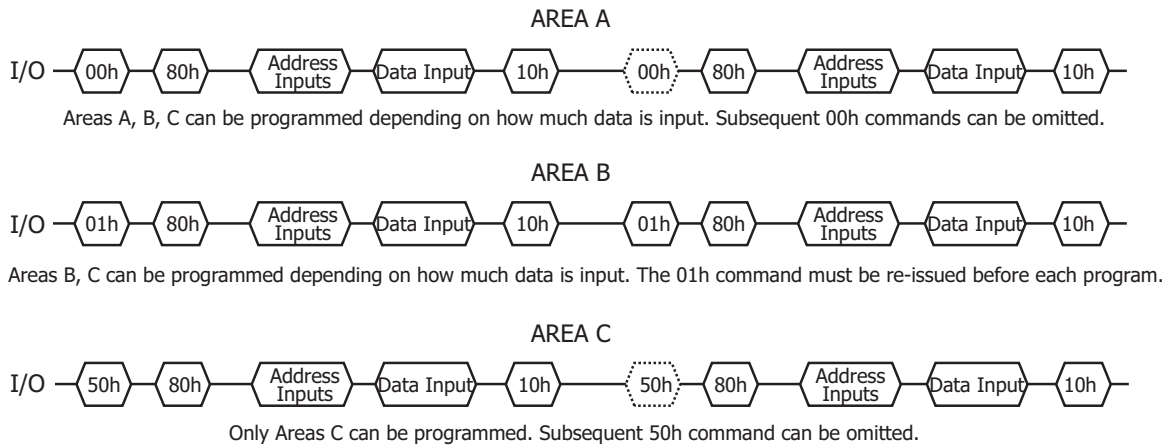 AREA A
I/O 00h 80h Address Inputs Data Input 10h 00h 80h Address Inputs Data Input 10h
Areas A, B, C can be programmed depending on how much data is input. Subsequent 00h commands can be omitted.
AREA B
I/O 01h 80h Address Inputs Data Input 10h 01h 80h Address Inputs Data Input 10h
Areas B, C can be programmed depending on how much data is input. The 01h command must be re-issued before each program.
AREA C
I/O 50h 80h Address Inputs Data Input 10h 50h 80h Address Inputs Data Input 10h
Only Areas C can be programmed. Subsequent 50h command can be omitted.